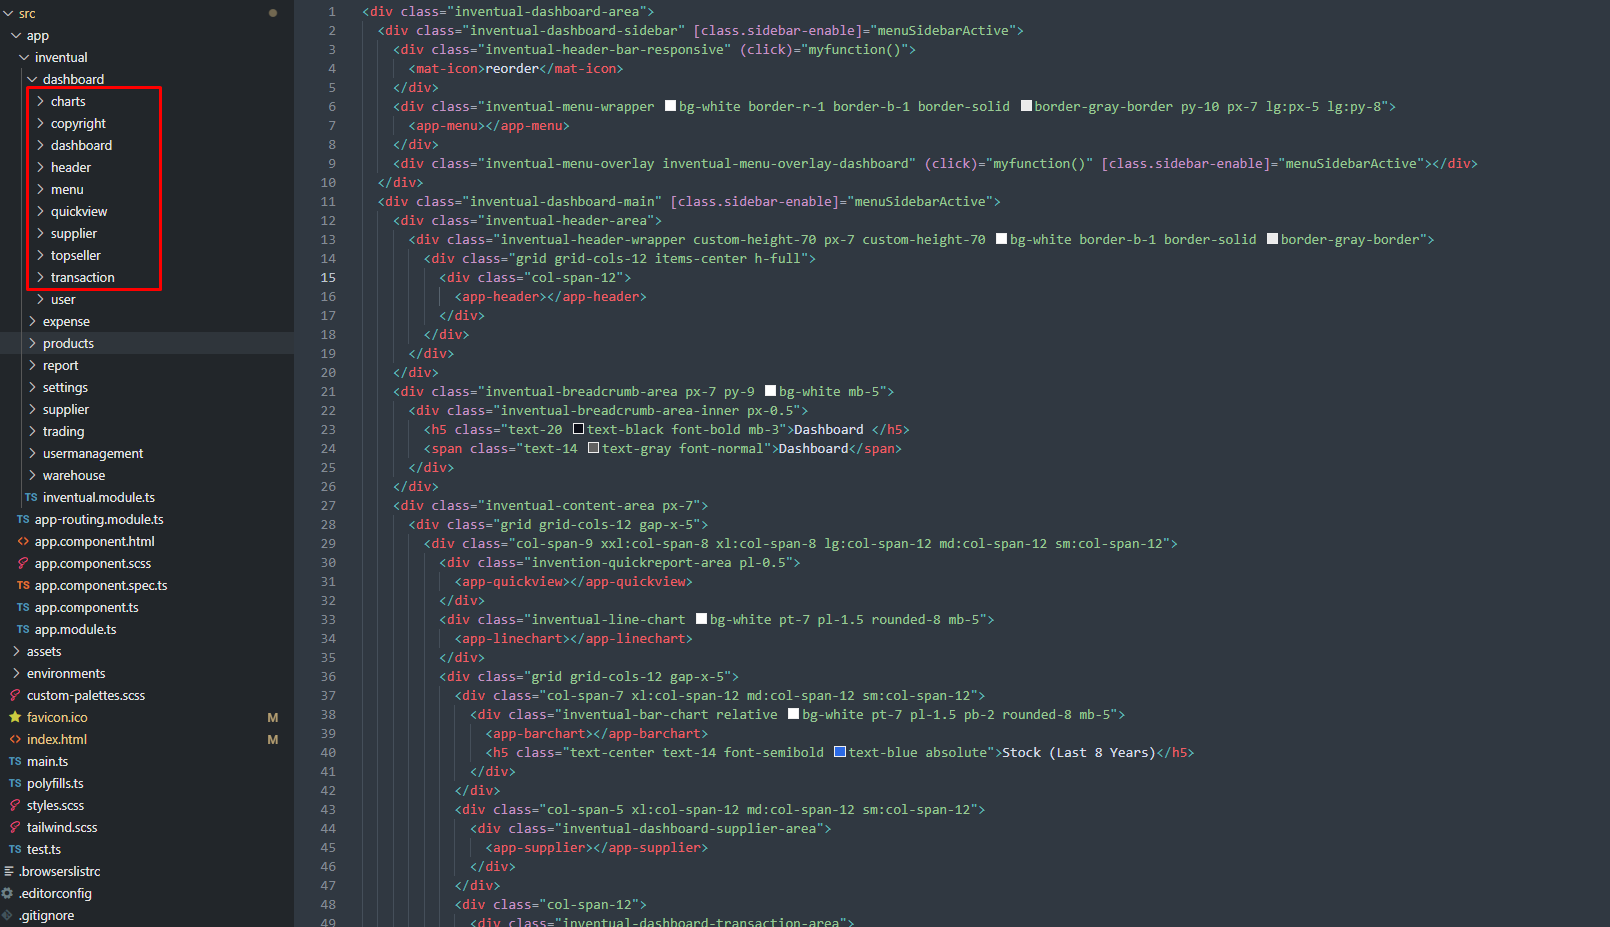 src
app
inventual
dashboard
charts
copyright
dashboard
header
menu
quickview
supplier
topseller
transaction
user
expense
products
report
settings
supplier
trading
usermanagement
warehouse
TS inventual.module.ts
TS app-routing.module.ts
<> app.component.html
app.component.scss
TS app.component.spec.ts
TS app.component.ts
TS app.module.ts
assets
environments
custom-palettes.scss
favicon.ico M
<> index.html M
TS main.ts
TS polyfills.ts
styles.scss
tailwind.scss
TS test.ts
.browserslistrc
.editorconfig
.gitignore
1 <div class="inventual-dashboard-area">
2 <div class="inventual-dashboard-sidebar" [class.sidebar-enable]="menuSidebarActive">
3 <div class="inventual-header-bar-responsive" (click)="myfunction()">
4 <mat-icon>reorder</mat-icon>
5 </div>
6 <div class="inventual-menu-wrapper bg-white border-r-1 border-b-1 border-solid border-gray-border py-10 px-7 lg:px-5 lg:py-8">
7 <app-menu></app-menu>
8 </div>
9 <div class="inventual-menu-overlay inventual-menu-overlay-dashboard" (click)="myfunction()" [class.sidebar-enable]="menuSidebarActive"></div>
10 </div>
11 <div class="inventual-dashboard-main" [class.sidebar-enable]="menuSidebarActive">
12 <div class="inventual-header-area">
13 <div class="inventual-header-wrapper custom-height-70 px-7 custom-height-70 bg-white border-b-1 border-solid border-gray-border">
14 <div class="grid grid-cols-12 items-center h-full">
15 <div class="col-span-12">
16 <app-header></app-header>
17 </div>
18 </div>
19 </div>
20 </div>
21 <div class="inventual-breadcrumb-area px-7 py-9 bg-white mb-5">
22 <div class="inventual-breadcrumb-area-inner px-0.5">
23 <h5 class="text-20 text-black font-bold mb-3">Dashboard </h5>
24 <span class="text-14 text-gray font-normal">Dashboard</span>
25 </div>
26 </div>
27 <div class="inventual-content-area px-7">
28 <div class="grid grid-cols-12 gap-x-5">
29 <div class="col-span-9 xxl:col-span-8 xl:col-span-8 lg:col-span-12 md:col-span-12 sm:col-span-12">
30 <div class="invention-quickreport-area pl-0.5">
31 <app-quickview></app-quickview>
32 </div>
33 <div class="inventual-line-chart bg-white pt-7 pl-1.5 rounded-8 mb-5">
34 <app-linechart></app-linechart>
35 </div>
36 <div class="grid grid-cols-12 gap-x-5">
37 <div class="col-span-7 xl:col-span-12 md:col-span-12 sm:col-span-12">
38 <div class="inventual-bar-chart relative bg-white pt-7 pl-1.5 pb-2 rounded-8 mb-5">
39 <app-barchart></app-barchart>
40 <h5 class="text-center text-14 font-semibold text-blue absolute">Stock (Last 8 Years)</h5>
41 </div>
42 </div>
43 <div class="col-span-5 xl:col-span-12 md:col-span-12 sm:col-span-12">
44 <div class="inventual-dashboard-supplier-area">
45 <app-supplier></app-supplier>
46 </div>
47 </div>
48 <div class="col-span-12">
49 <div class="inventual-dashboard-transaction-area">